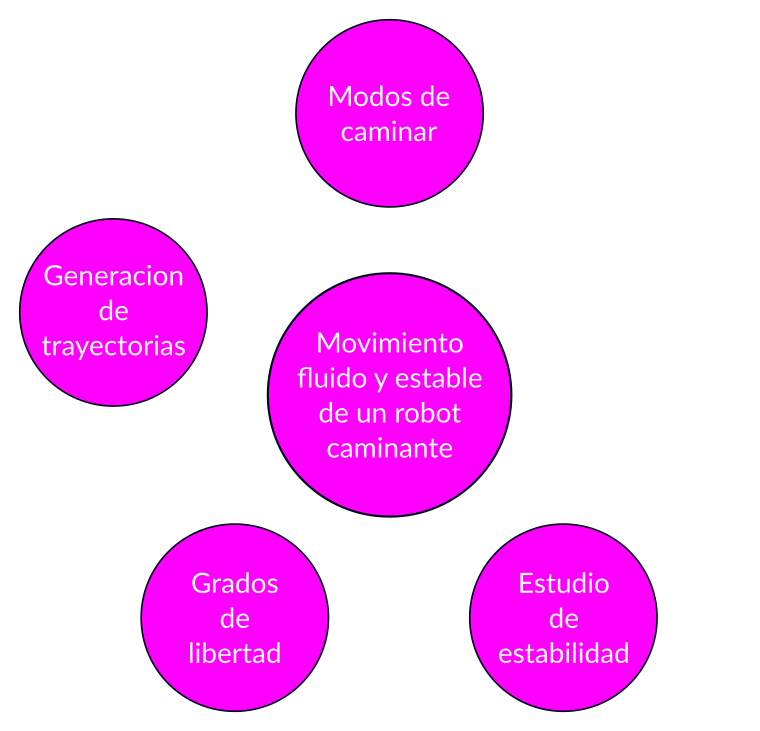 Modos de
caminar
Generacion
de
trayectorias
Movimiento
fluido y estable
de un robot
caminante
Grados
de
libertad
Estudio
de
estabilidad